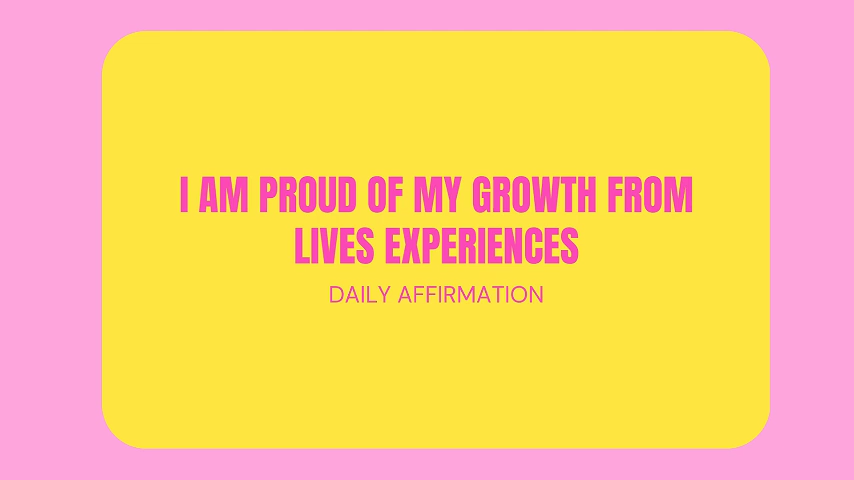 I AM PROUD OF MY GROWTH FROM
LIVES EXPERIENCES
DAILY AFFIRMATION